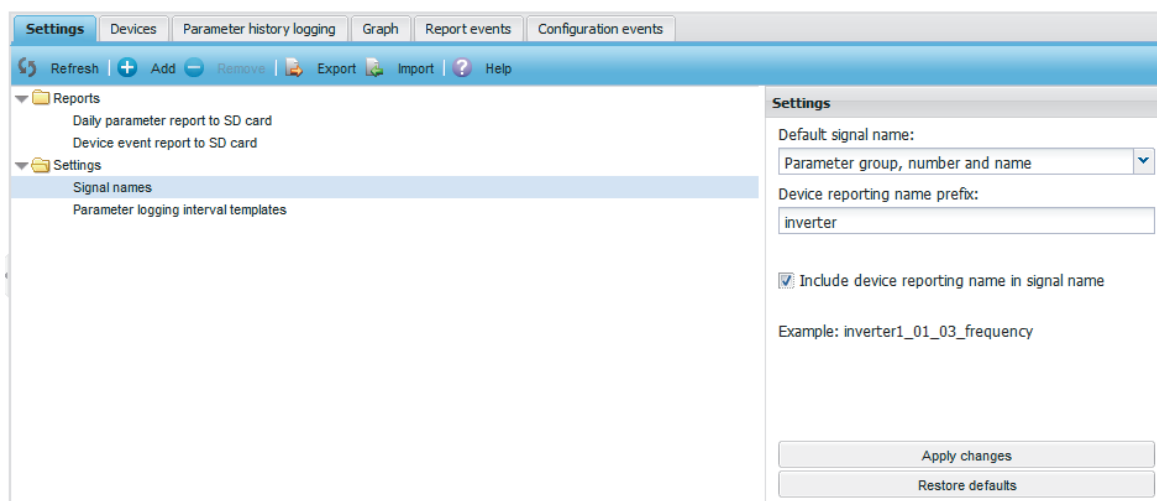 Settings Devices Parameter history logging Graph Report events Configuration events
Refresh Add Remove Export Import Help
Reports
Daily parameter report to SD card
Device event report to SD card
Settings
Signal names
Parameter logging interval templates
Settings
Default signal name:
Parameter group, number and name
Device reporting name prefix:
inverter
Include device reporting name in signal name
Example: inverter1_01_03_frequency
Apply changes
Restore defaults